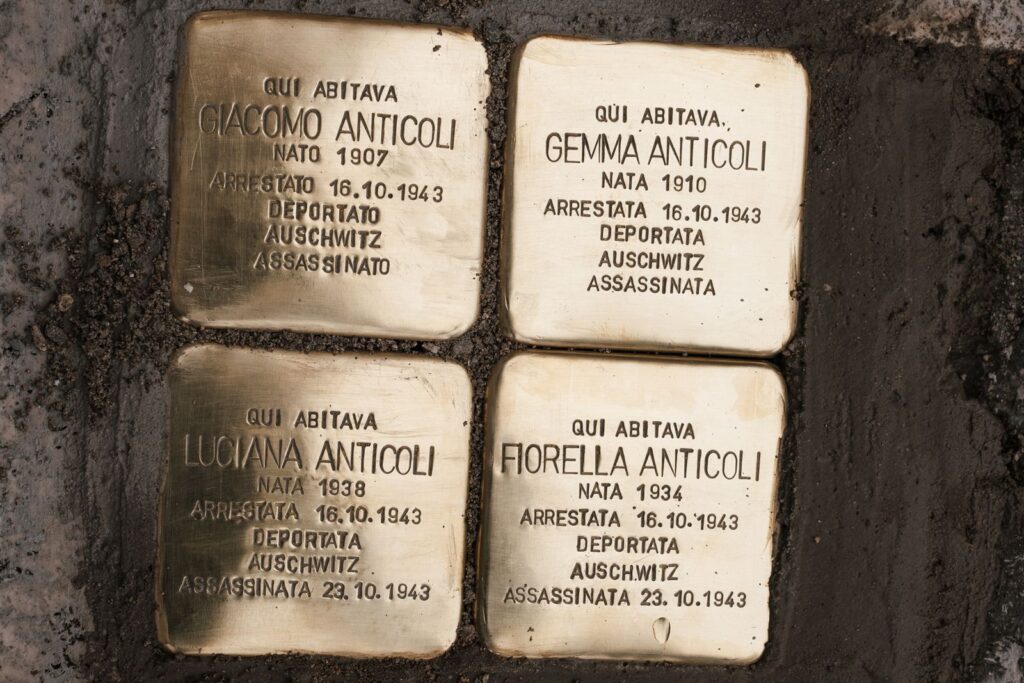 QUI ABITAVA
GIACOMO ANTICOLI
NATO 1907
ARRESTATO 16.10.1943
DEPORTATO
AUSCHWITZ
ASSASSINATO
QUI ABITAVA
GEMMA ANTICOLI
NATA 1910
ARRESTATA 16.10.1943
DEPORTATA
AUSCHWITZ
ASSASSINATA
QUI ABITAVA
LUCIANA ANTICOLI
NATA 1938
ARRESTATA 16.10.1943
DEPORTATA
AUSCHWITZ
ASSASSINATA 23.10.1943
QUI ABITAVA
FIORELLA ANTICOLI
NATA 1934
ARRESTATA 16.10.1943
DEPORTATA
AUSCHWITZ
ASSASSINATA 23.10.1943